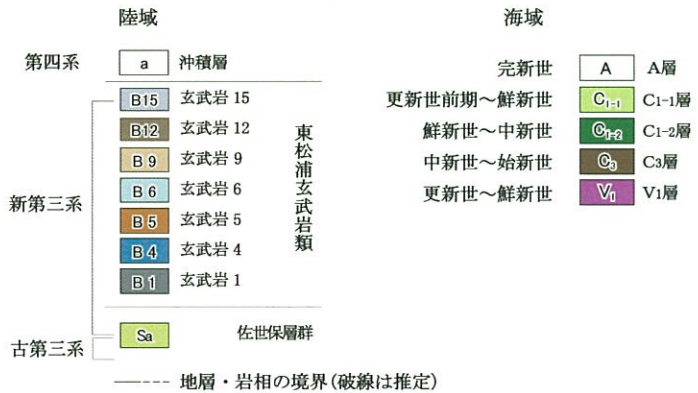 陸域
海域
第四系
a 沖積層
新第三系
B15 玄武岩 15
B12 玄武岩 12
B 9 玄武岩 9
B 6 玄武岩 6
B 5 玄武岩 5
B 4 玄武岩 4
B 1 玄武岩 1
東松浦玄武岩類
古第三系
Sa 佐世保層群
完新世 A A層
更新世前期～鮮新世 C1-1 C1-1層
鮮新世～中新世 C1-2 C1-2層
中新世～始新世 C3 C3層
更新世～鮮新世 V1 V1層
地層・岩相の境界(破線は推定)